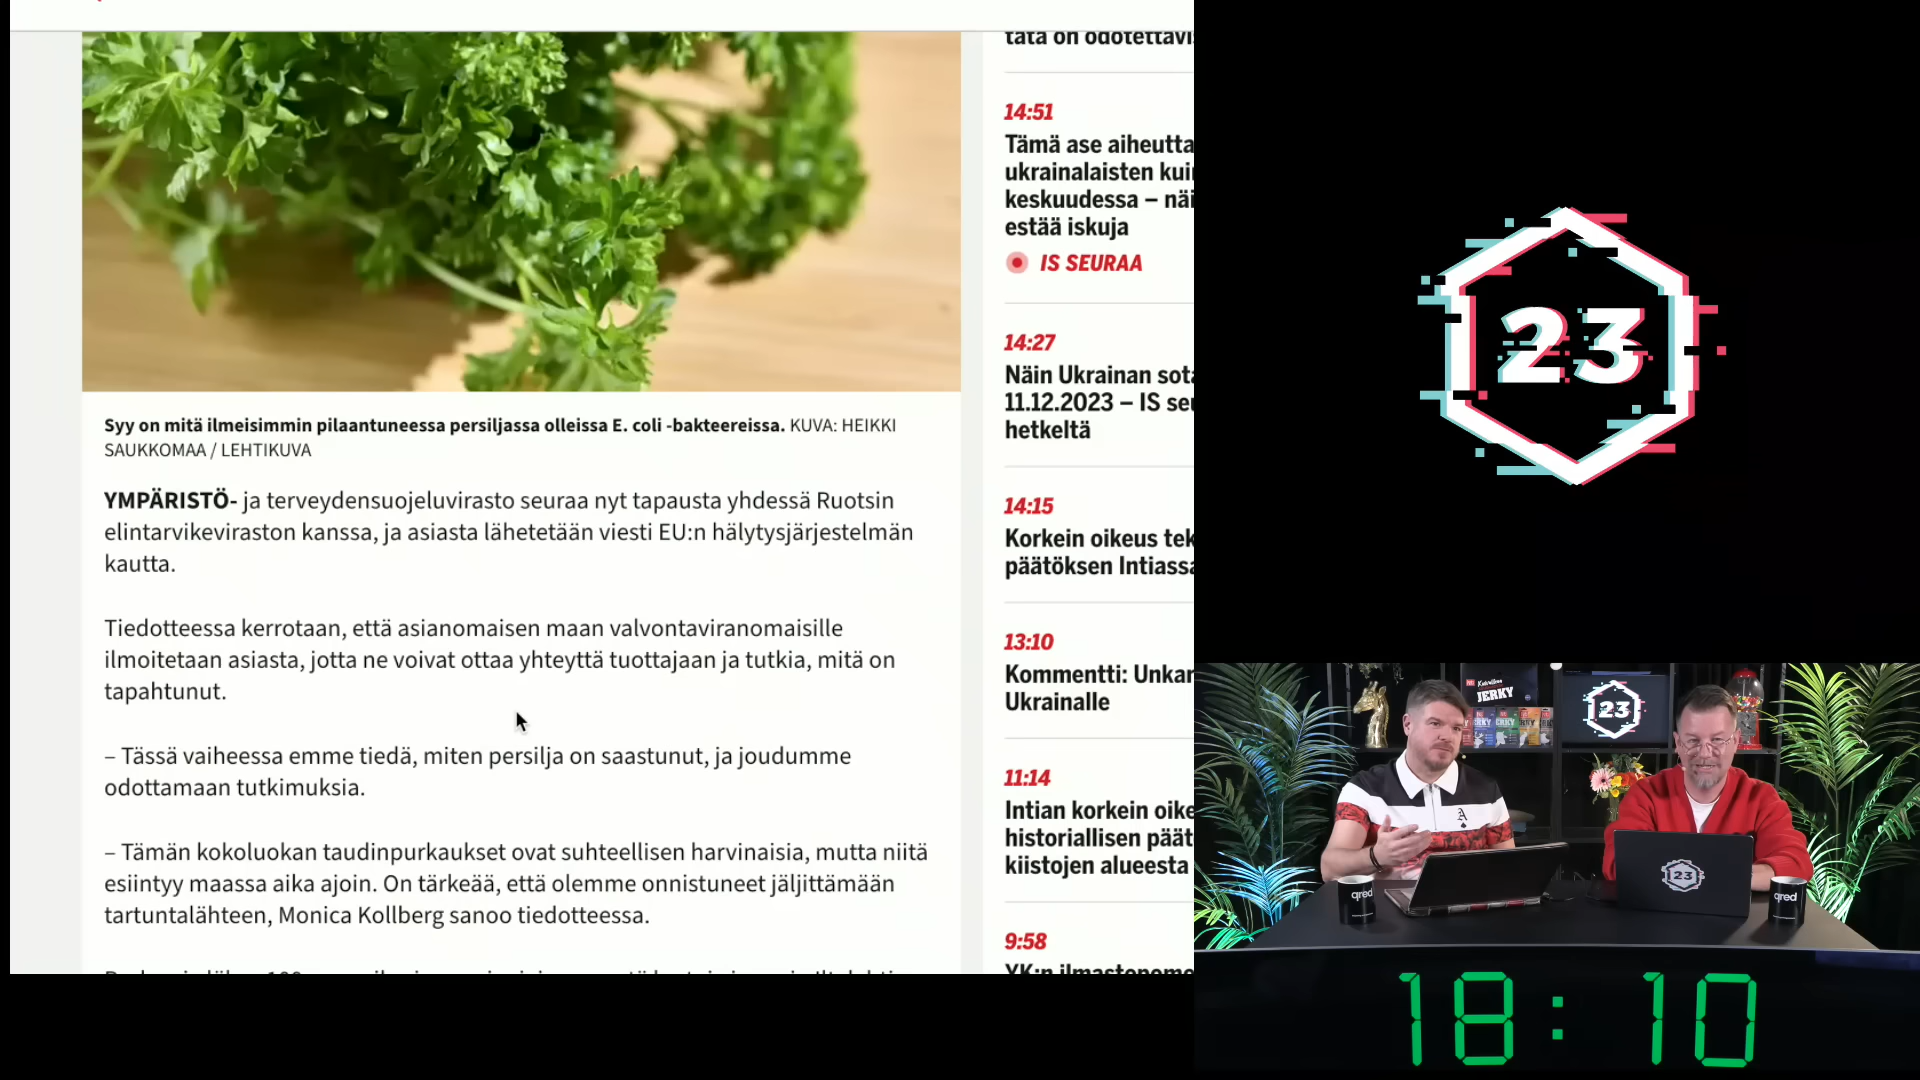 Syy on mitä ilmeisimmin pilaantuneessa persiljassa olleissa E. coli -bakteereissa. KUVA: HEIKKI
SAUKKOMAA / LEHTIKUVA
YMPÄRISTÖ- ja terveydensuojeluvirasto seuraa nyt tapausta yhdessä Ruotsin
elintarvikeviraston kanssa, ja asiasta lähetetään viesti EU:n hälytysjärjestelmän
kautta.
Tiedotteessa kerrotaan, että asianomaisen maan valvontaviranomaisille
ilmoitetaan asiasta, jotta ne voivat ottaa yhteyttä tuottajaan ja tutkia, mitä on
tapahtunut.
– Tässä vaiheessa emme tiedä, miten persilja on saastunut, ja joudumme
odottamaan tutkimuksia.
– Tämän kokoluokan taudinpurkaukset ovat suhteellisen harvinaisia, mutta niitä
esiintyy maassa aika ajoin. On tärkeää, että olemme onnistuneet jäljittämään
tartuntalähteen, Monica Kollberg sanoo tiedotteessa.
tätä on odotettavis
14:51
Tämä ase aiheutta
ukrainalaisten kui
keskuudessa – näi
estää iskuja
IS SEURAA
14:27
Näin Ukrainan sota
11.12.2023 – IS seu
hetkeltä
14:15
Korkein oikeus tek
päätöksen Intiassa
13:10
Kommentti: Unkar
Ukrainalle
11:14
Intian korkein oike
historiallisen päät
kiistojen alueesta
9:58
YK:n ilmastopome
23
JERKY
23
23
qred
qred
18:10